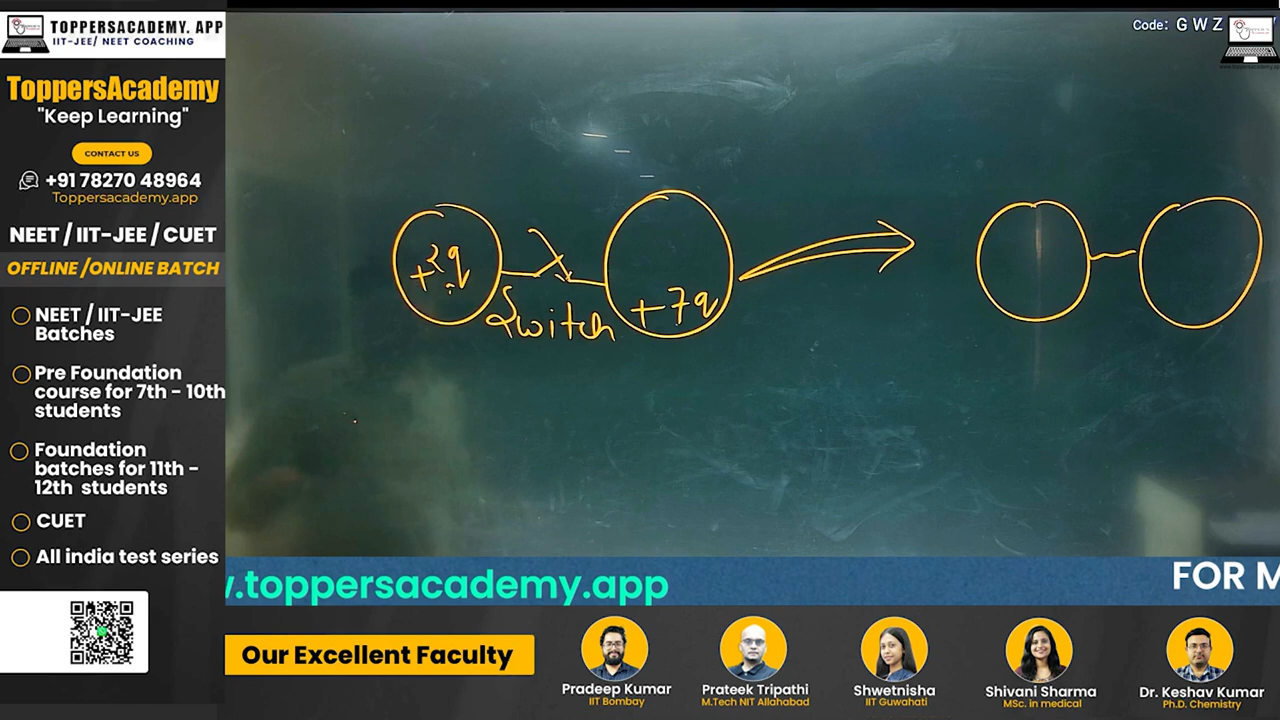 TOPPERSACADEMY. APP
IIT-JEE/ NEET COACHING
ToppersAcademy
"Keep Learning"
CONTACT US
+91 78270 48964
Toppersacademy.app
NEET / IIT-JEE / CUET
OFFLINE /ONLINE BATCH
NEET / IIT-JEE
Batches
Pre Foundation
course for 7th - 10th
students
Foundation
batches for 11th -
12th students
CUET
All india test series
Code: G W Z
+2q
Switch
+7q
.toppersacademy.app
FOR M
Our Excellent Faculty
Pradeep Kumar
IIT Bombay
Prateek Tripathi
M.Tech NIT Allahabad
Shwetnisha
IIT Guwahati
Shivani Sharma
MSc. in medical
Dr. Keshav Kumar
Ph.D. Chemistry